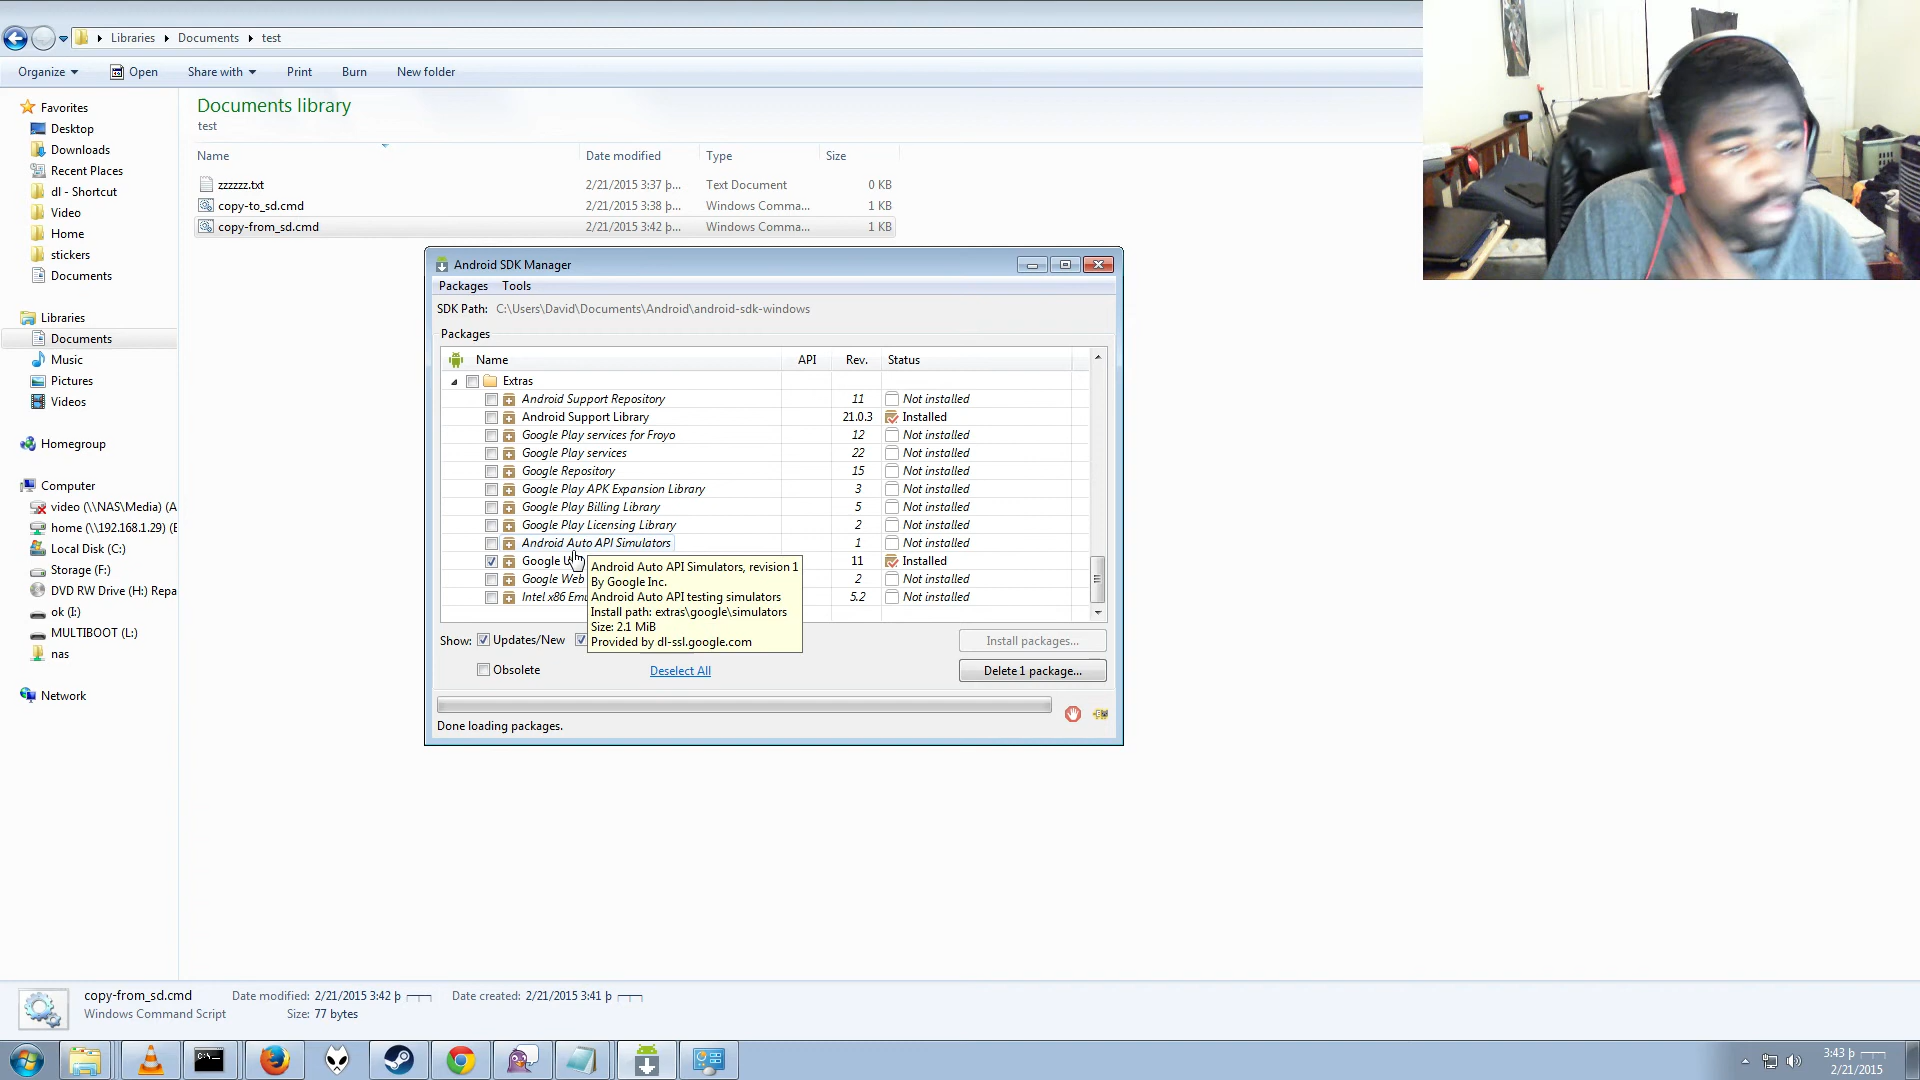 Libraries Documents test
Organize Open Share with Print Burn New folder
Favorites
Desktop
Downloads
Recent Places
dl - Shortcut
Video
Home
stickers
Documents
Libraries
Documents
Music
Pictures
Videos
Homegroup
Computer
video (\\NAS\Media) (A
home (\\192.168.1.29) (E
Local Disk (C:)
Storage (F:)
DVD RW Drive (H:) Repa
ok (I:)
MULTIBOOT (L:)
nas
Network
Documents library
test
Name Date modified Type Size
zzzzzz.txt 2/21/2015 3:37 þ... Text Document 0 KB
copy-to_sd.cmd 2/21/2015 3:38 þ... Windows Comma... 1 KB
copy-from_sd.cmd 2/21/2015 3:42 þ... Windows Comma... 1 KB
Android SDK Manager
Packages Tools
SDK Path: C:\Users\David\Documents\Android\android-sdk-windows
Packages
Name API Rev. Status
Extras
Android Support Repository 11 Not installed
Android Support Library 21.0.3 Installed
Google Play services for Froyo 12 Not installed
Google Play services 22 Not installed
Google Repository 15 Not installed
Google Play APK Expansion Library 3 Not installed
Google Play Billing Library 5 Not installed
Google Play Licensing Library 2 Not installed
Android Auto API Simulators 1 Not installed
Google U 11 Installed
Google Web 2 Not installed
Intel x86 Emu 5.2 Not installed
Android Auto API Simulators, revision 1
By Google Inc.
Android Auto API testing simulators
Install path: extras\google\simulators
Size: 2.1 MiB
Provided by dl-ssl.google.com
Show: Updates/New Install packages...
Obsolete Deselect All Delete 1 package...
Done loading packages.
copy-from_sd.cmd Date modified: 2/21/2015 3:42 þ Date created: 2/21/2015 3:41 þ
Windows Command Script Size: 77 bytes
C:\
3:43 þ
2/21/2015